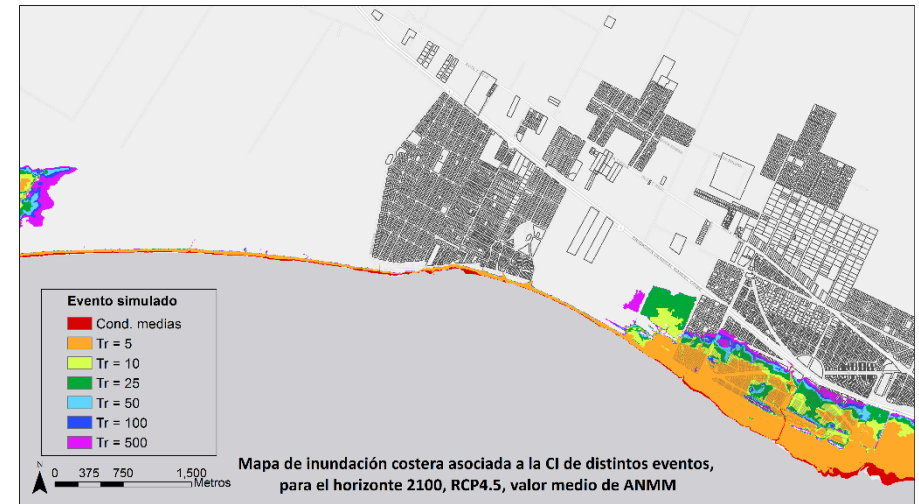 Evento simulado
Cond. medias
Tr = 5
Tr = 10
Tr = 25
Tr = 50
Tr = 100
Tr = 500
N
0 375 750 1,500
Metros
Mapa de inundación costera asociada a la CI de distintos eventos,
para el horizonte 2100, RCP4.5, valor medio de ANMM